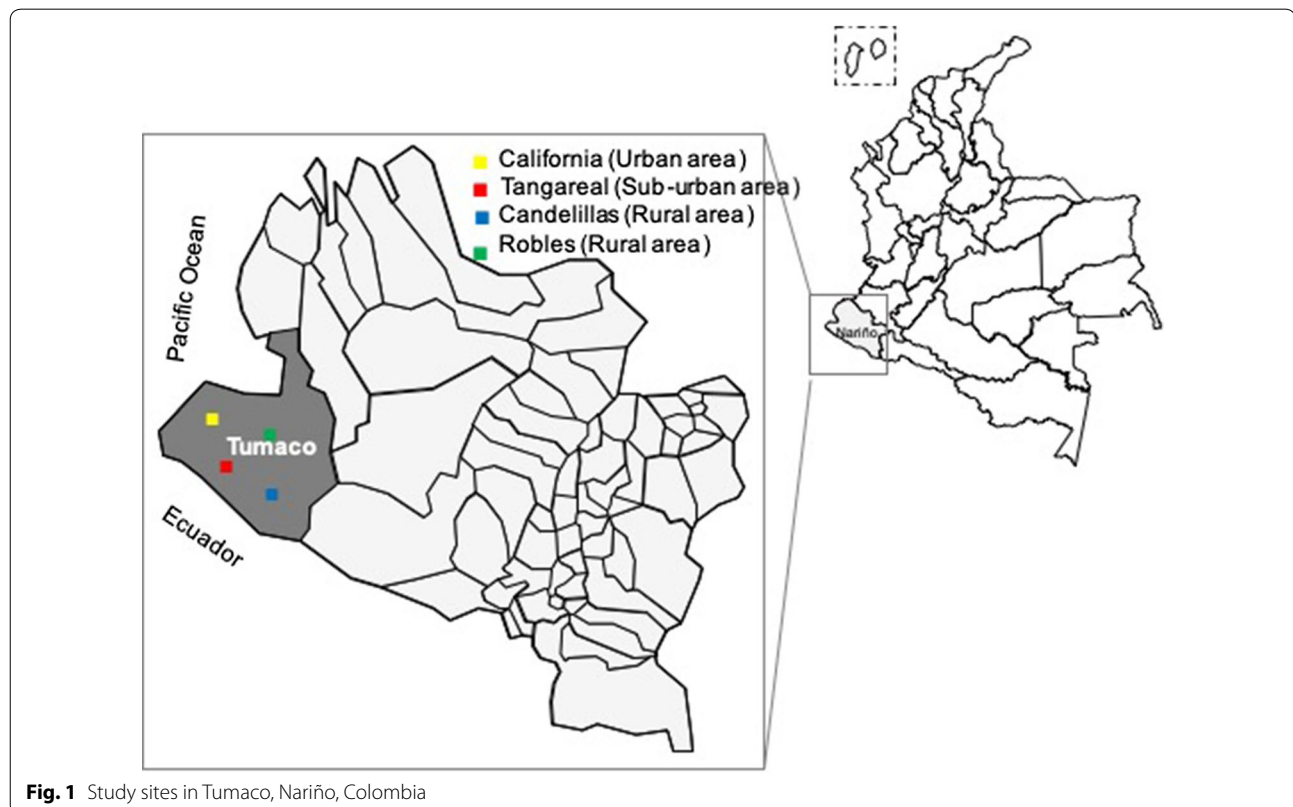 California (Urban area)
Tangareal (Sub-urban area)
Candelillas (Rural area)
Robles (Rural area)
Pacific Ocean
Nariño
Tumaco
Ecuador
Fig. 1 Study sites in Tumaco, Nariño, Colombia